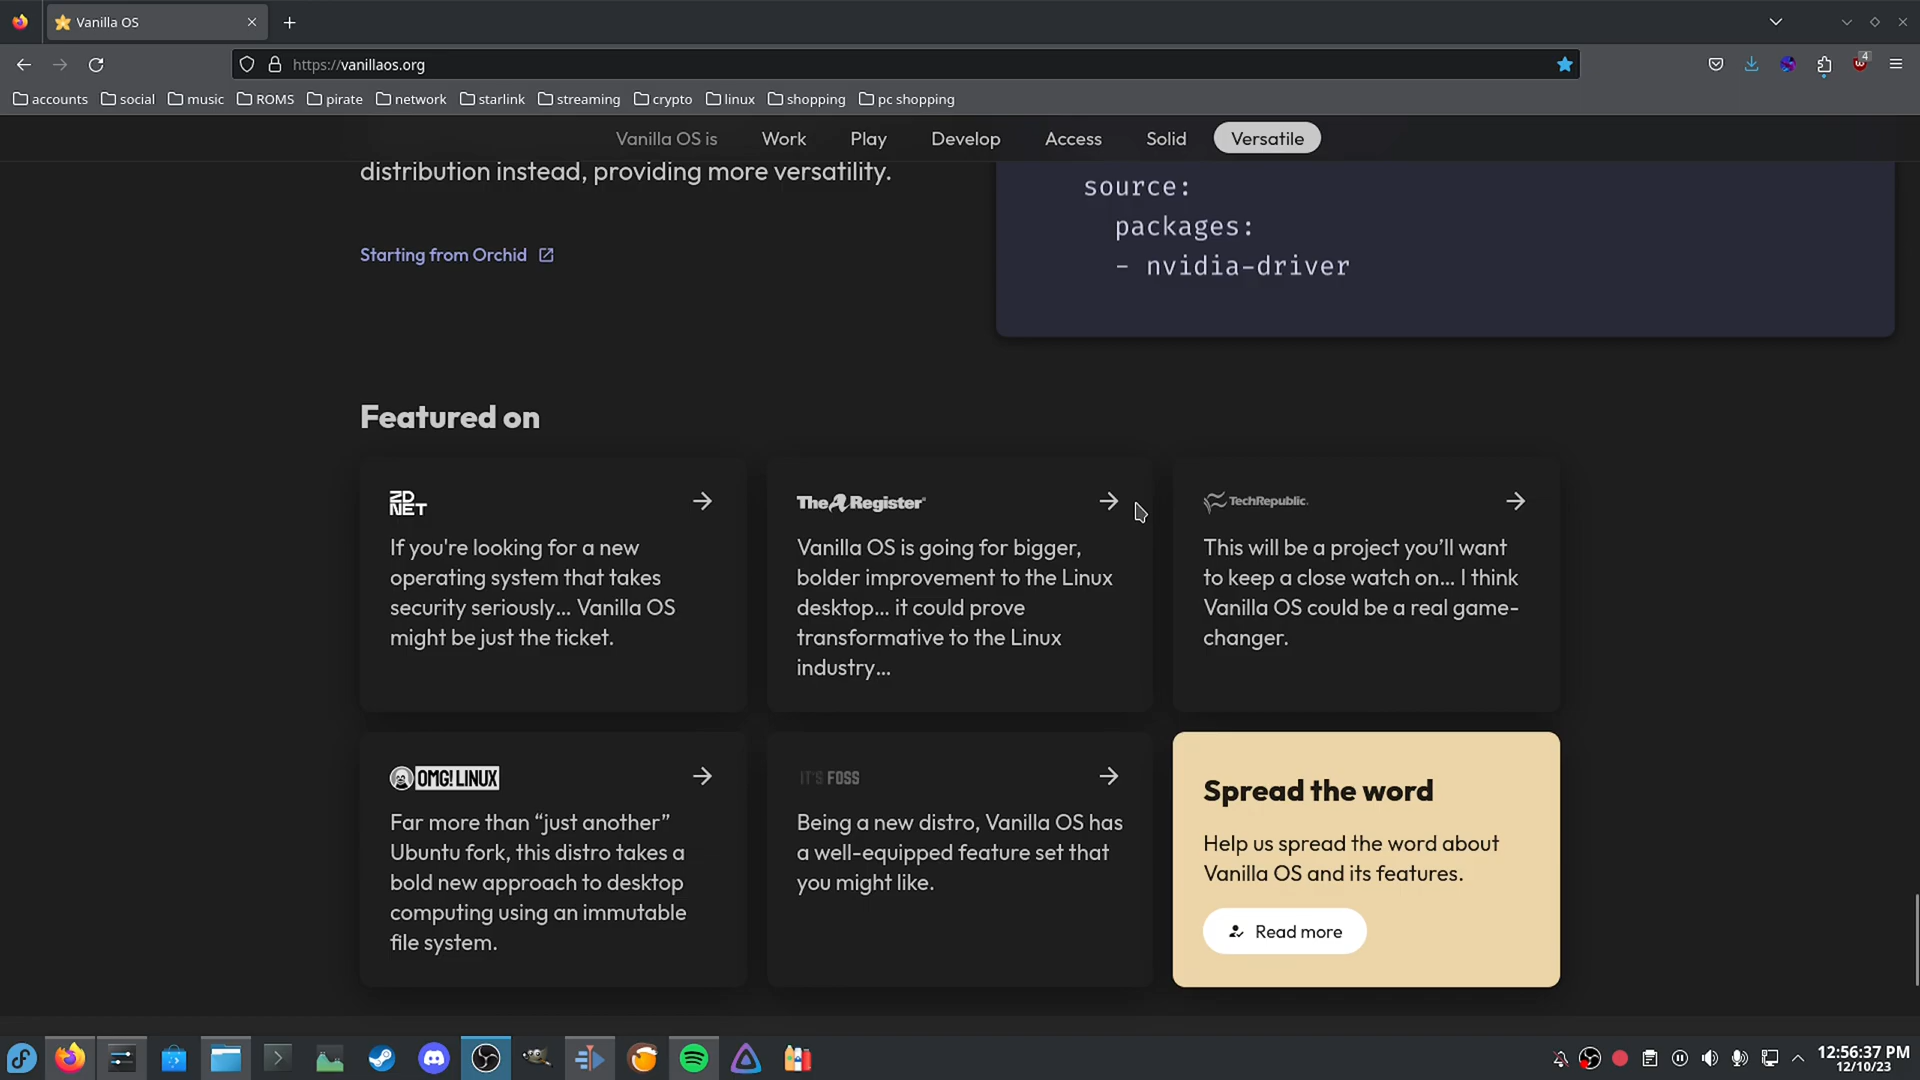 Vanilla OS
https://vanillaos.org
4
accounts
social
music
ROMS
pirate
network
starlink
streaming
crypto
linux
shopping
pc shopping
Vanilla OS is
Work
Play
Develop
Access
Solid
Versatile
distribution instead, providing more versatility.
Starting from Orchid
source:
packages:
- nvidia-driver
Featured on
ZD
NET
If you're looking for a new
operating system that takes
security seriously... Vanilla OS
might be just the ticket.
The Register
Vanilla OS is going for bigger,
bolder improvement to the Linux
desktop... it could prove
transformative to the Linux
industry...
TechRepublic.
This will be a project you’ll want
to keep a close watch on... I think
Vanilla OS could be a real game-
changer.
OMG! LINUX
Far more than “just another”
Ubuntu fork, this distro takes a
bold new approach to desktop
computing using an immutable
file system.
IT'S FOSS
Being a new distro, Vanilla OS has
a well-equipped feature set that
you might like.
Spread the word
Help us spread the word about
Vanilla OS and its features.
Read more
12:56:37 PM
12/10/23